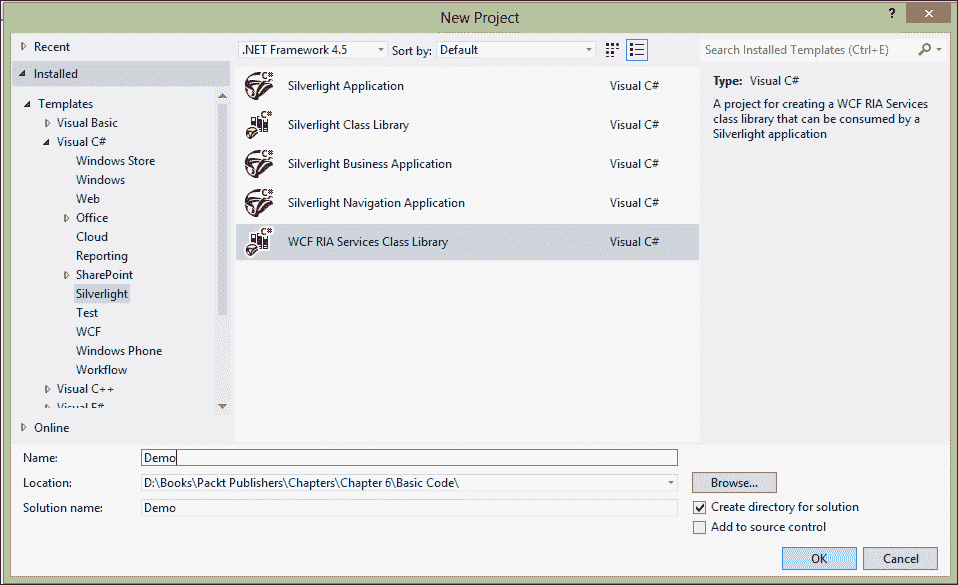 New Project
?
Recent
.NET Framework 4.5
Sort by:
Default
Search Installed Templates (Ctrl+E)
Installed
Templates
Visual Basic
Visual C#
Windows Store
Windows
Web
Office
Cloud
Reporting
SharePoint
Silverlight
Test
WCF
Windows Phone
Workflow
Visual C++
Visual F#
Online
C#
Silverlight Application
Visual C#
C#
Silverlight Class Library
Visual C#
C#
Silverlight Business Application
Visual C#
C#
Silverlight Navigation Application
Visual C#
C#
WCF RIA Services Class Library
Visual C#
Type: Visual C#
A project for creating a WCF RIA Services
class library that can be consumed by a
Silverlight application
Name:
Demo
Location:
D:\Books\Packt Publishers\Chapters\Chapter 6\Basic Code\
Browse...
Solution name:
Demo
Create directory for solution
Add to source control
OK
Cancel